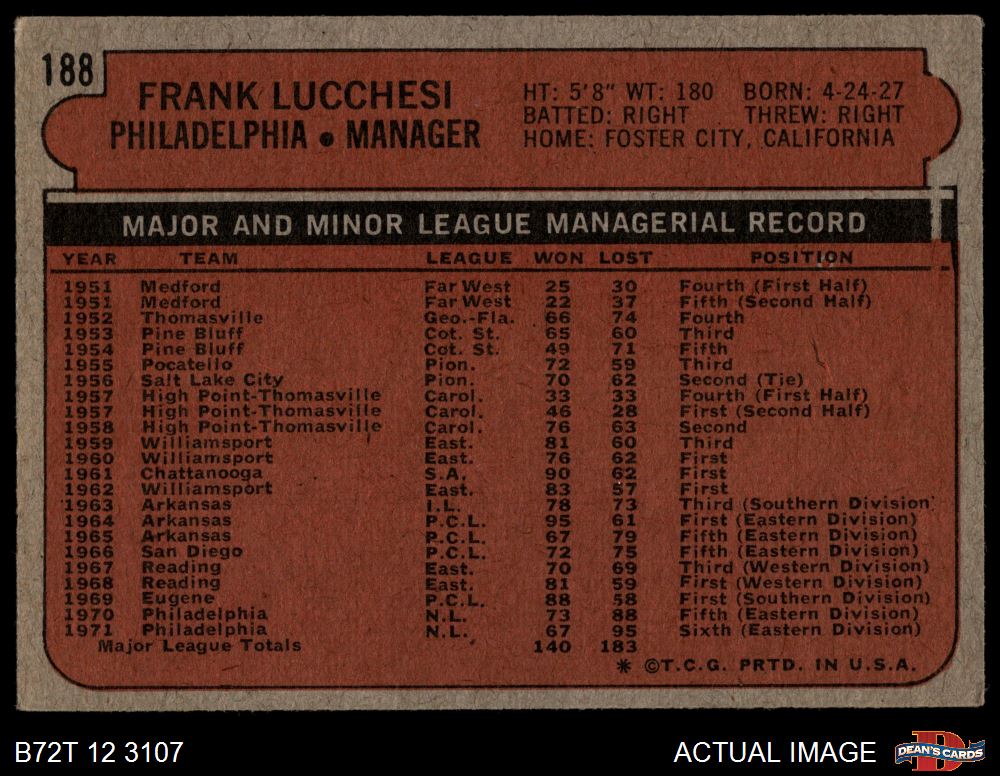 188
FRANK LUCCHESI
PHILADELPHIA • MANAGER
HT: 5'8" WT: 180 BORN: 4-24-27
BATTED: RIGHT THREW: RIGHT
HOME: FOSTER CITY, CALIFORNIA
MAJOR AND MINOR LEAGUE MANAGERIAL RECORD
YEAR TEAM LEAGUE WON LOST POSITION
1951 Medford Far West 25 30 Fourth (First Half)
1951 Medford Far West 22 37 Fifth (Second Half)
1952 Thomasville Geo.-Fla. 66 74 Fourth
1953 Pine Bluff Cot. St. 65 60 Third
1954 Pine Bluff Cot. St. 49 71 Fifth
1955 Pocatello Pion. 72 59 Third
1956 Salt Lake City Pion. 70 62 Second (Tie)
1957 High Point-Thomasville Carol. 33 33 Fourth (First Half)
1957 High Point-Thomasville Carol. 46 28 First (Second Half)
1958 High Point-Thomasville Carol. 76 63 Second
1959 Williamsport East. 81 60 Third
1960 Williamsport East. 76 62 First
1961 Chattanooga S.A. 90 62 First
1962 Williamsport East. 83 57 First
1963 Arkansas I.L. 78 73 Third (Southern Division)
1964 Arkansas P.C.L. 95 61 First (Eastern Division)
1965 Arkansas P.C.L. 67 79 Fifth (Eastern Division)
1966 San Diego P.C.L. 72 75 Fifth (Eastern Division)
1967 Reading East. 70 69 Third (Western Division)
1968 Reading East. 81 59 First (Western Division)
1969 Eugene P.C.L. 88 58 First (Southern Division)
1970 Philadelphia N.L. 73 88 Fifth (Eastern Division)
1971 Philadelphia N.L. 67 95 Sixth (Eastern Division)
Major League Totals 140 183
* ©T.C.G. PRTD. IN U.S.A.
B72T 12 3107 ACTUAL IMAGE D DEAN'S CARDS